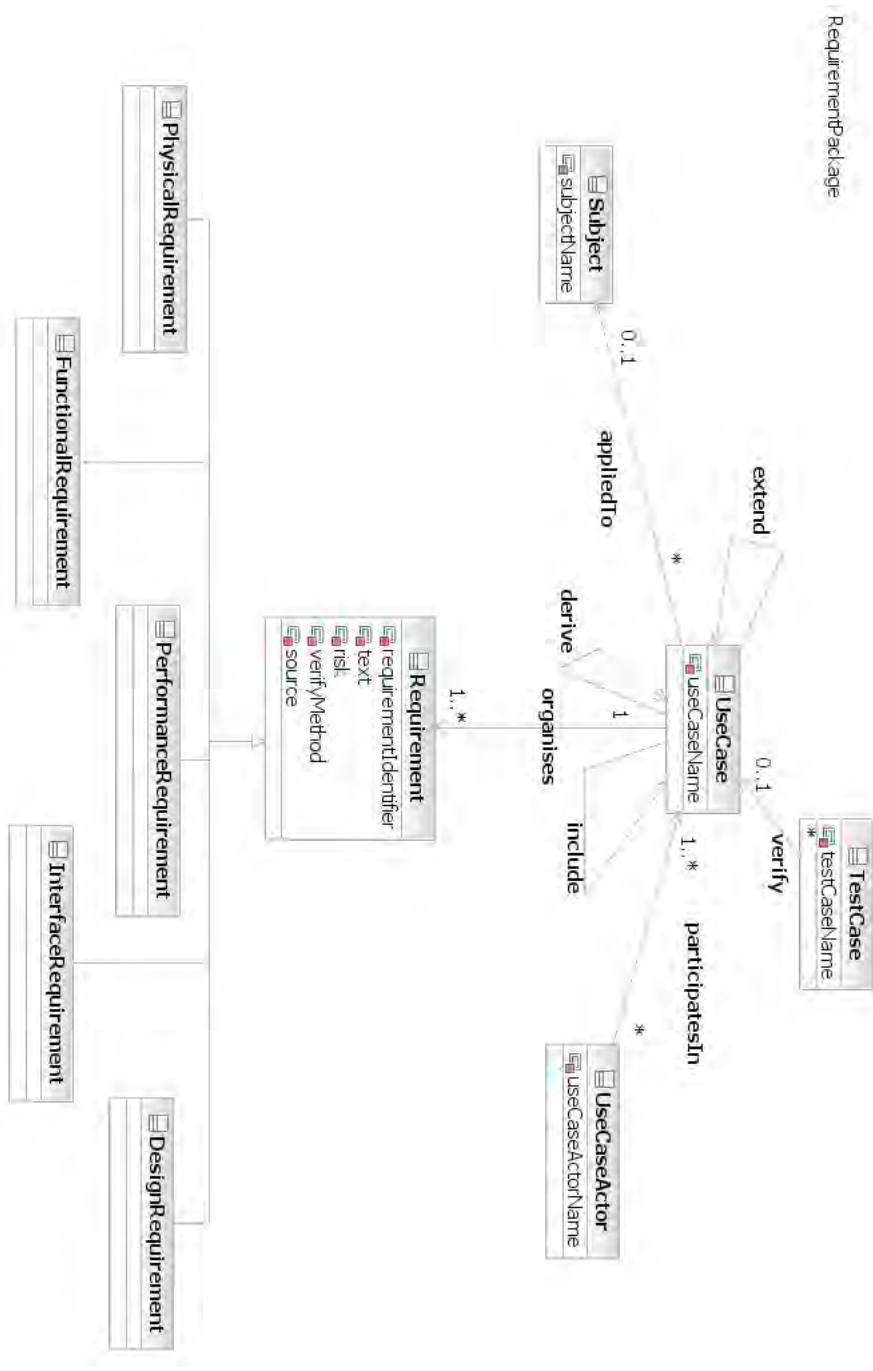 RequirementPackage
TestCase
testCaseName
*
verify
0..1
extend
UseCase
useCaseName
Subject
subjectName
0..1
appliedTo
*
1..*
participatesIn
*
UseCaseActor
useCaseActorName
derive
1
organises
include
1..*
Requirement
requirementIdentifier
text
risk
verifyMethod
source
PhysicalRequirement
FunctionalRequirement
PerformanceRequirement
InterfaceRequirement
DesignRequirement